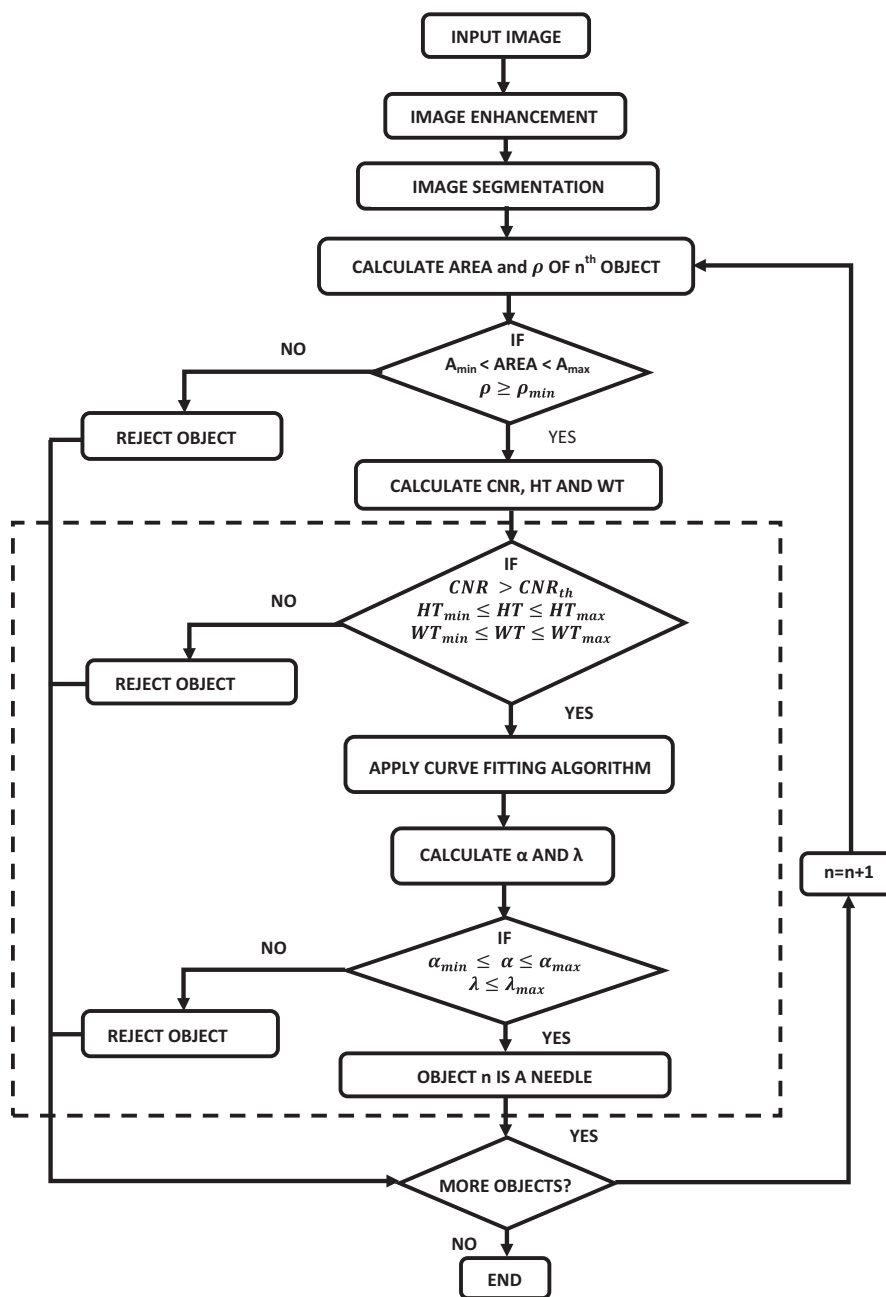 INPUT IMAGE
IMAGE ENHANCEMENT
IMAGE SEGMENTATION
CALCULATE AREA and ρ OF nth OBJECT
IF
NO
Amin < AREA < Amax
ρ ≥ ρmin
REJECT OBJECT
YES
CALCULATE CNR, HT AND WT
IF
CNR > CNRth
NO
HTmin ≤ HT ≤ HTmax
WTmin ≤ WT ≤ WTmax
REJECT OBJECT
YES
APPLY CURVE FITTING ALGORITHM
CALCULATE α AND λ
n=n+1
IF
NO
αmin ≤ α ≤ αmax
λ ≤ λmax
REJECT OBJECT
YES
OBJECT n IS A NEEDLE
YES
MORE OBJECTS?
NO
END